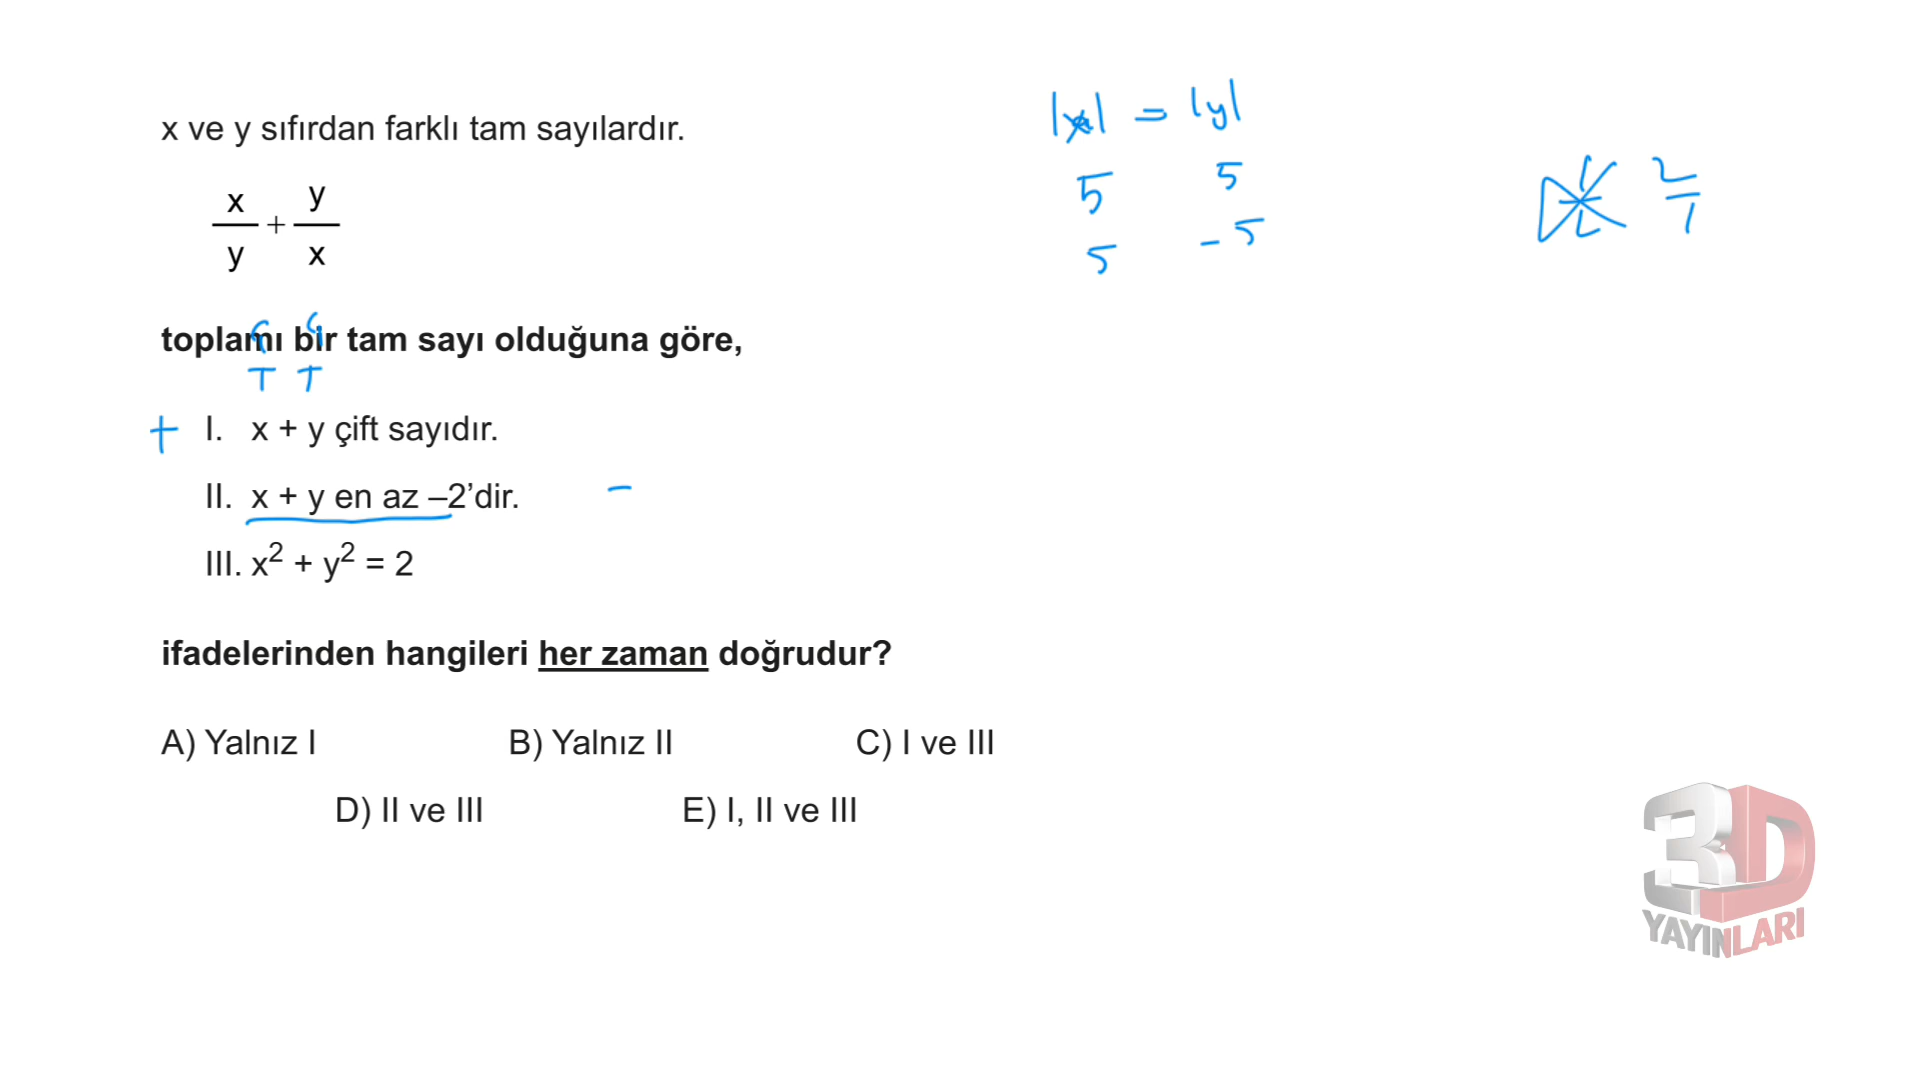 x ve y sıfırdan farklı tam sayılardır.
x/y + y/x
toplamı bir tam sayı olduğuna göre,
Ç Ç
T T
+ I. x + y çift sayıdır.
II. x + y en az –2’dir. –
III. x² + y² = 2
ifadelerinden hangileri her zaman doğrudur?
A) Yalnız I B) Yalnız II C) I ve III
D) II ve III E) I, II ve III
|x| = |y|
5 5
5 -5
2/1
3D
YAYINLARI